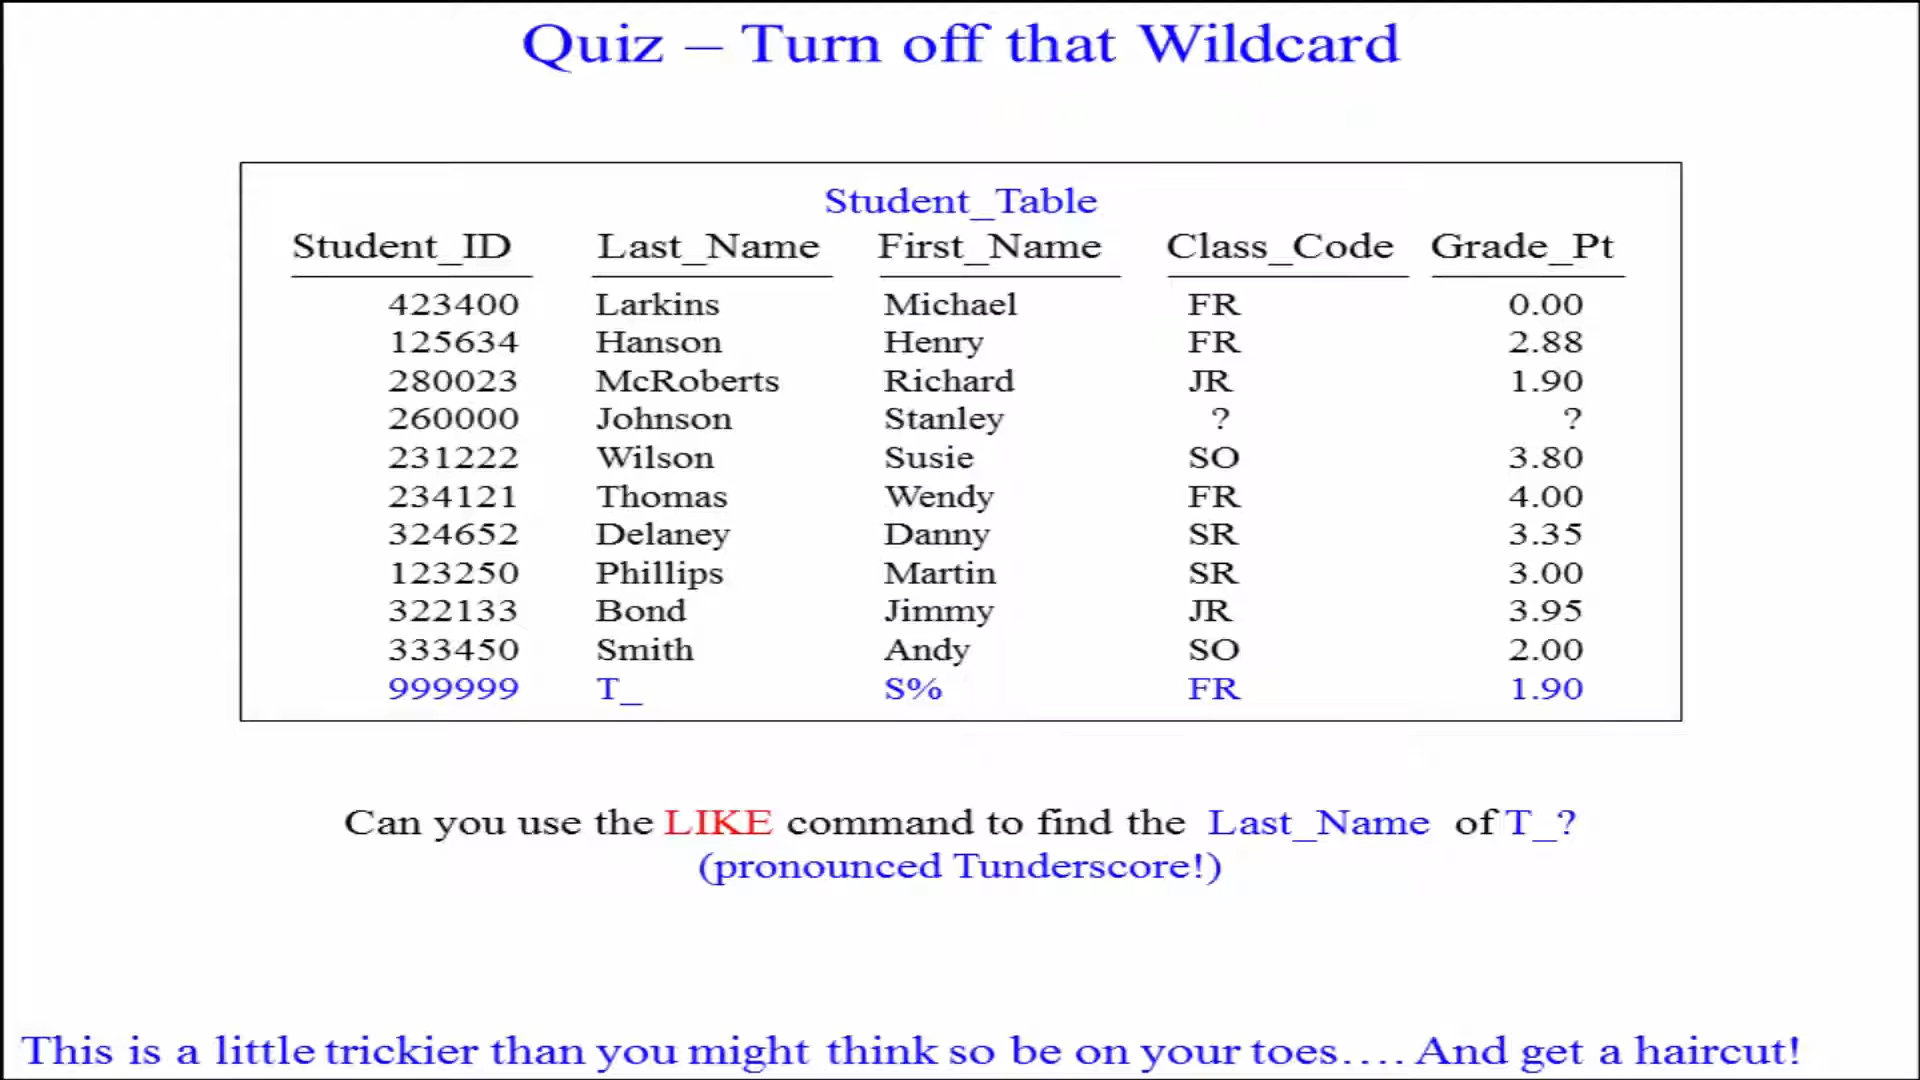 Quiz – Turn off that Wildcard
Student_Table
Student_ID Last_Name First_Name Class_Code Grade_Pt
423400 Larkins Michael FR 0.00
125634 Hanson Henry FR 2.88
280023 McRoberts Richard JR 1.90
260000 Johnson Stanley ? ?
231222 Wilson Susie SO 3.80
234121 Thomas Wendy FR 4.00
324652 Delaney Danny SR 3.35
123250 Phillips Martin SR 3.00
322133 Bond Jimmy JR 3.95
333450 Smith Andy SO 2.00
999999 T_ S% FR 1.90
Can you use the LIKE command to find the Last_Name of T_?
(pronounced Tunderscore!)
This is a little trickier than you might think so be on your toes…. And get a haircut!